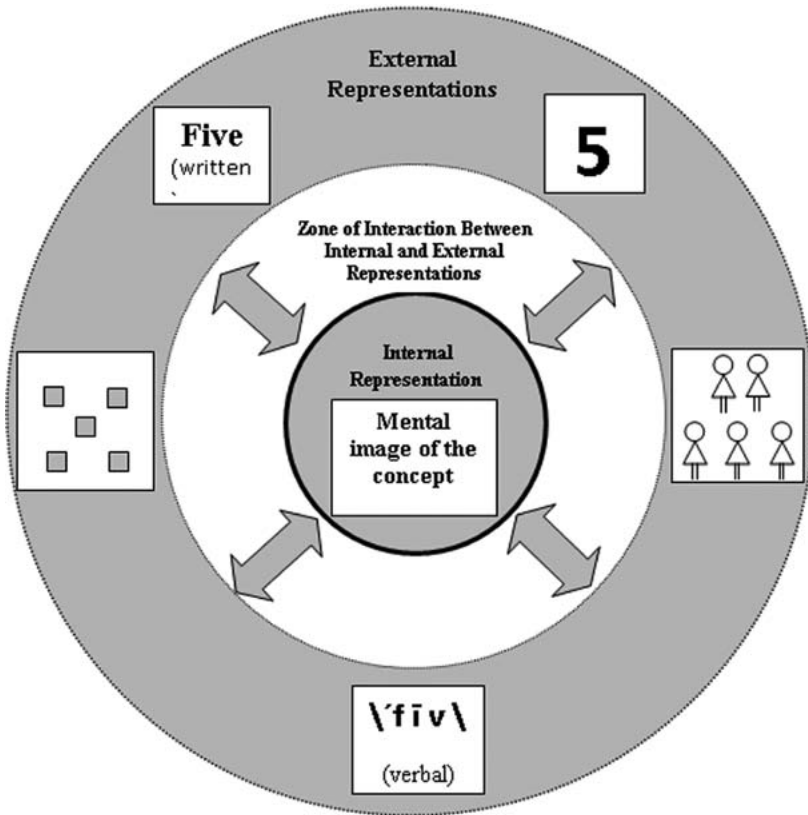 External
Representations
Five
(written
`
5
Zone of Interaction Between
Internal and External
Representations
Internal
Representation
Mental
image of the
concept
\ˊfīv\
(verbal)